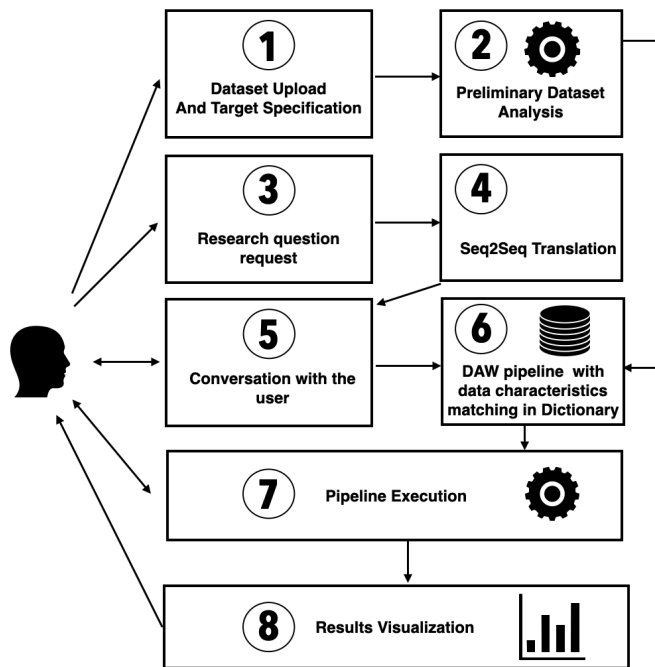 1
Dataset Upload
And Target Specification
2
Preliminary Dataset
Analysis
3
Research question
request
4
Seq2Seq Translation
5
Conversation with the
user
6
DAW pipeline with
data characteristics
matching in Dictionary
7
Pipeline Execution
8
Results Visualization